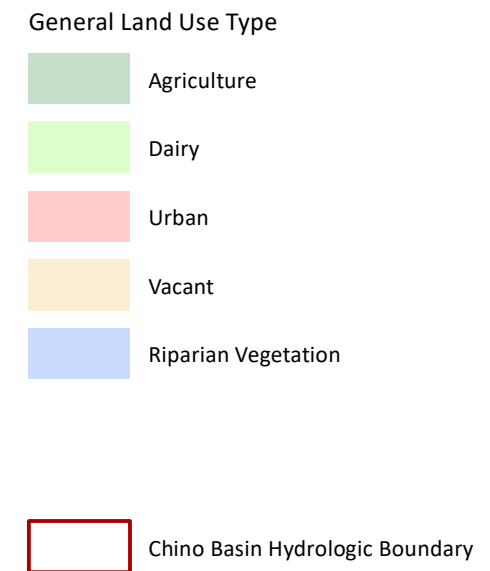 General Land Use Type
Agriculture
Dairy
Urban
Vacant
Riparian Vegetation
Chino Basin Hydrologic Boundary